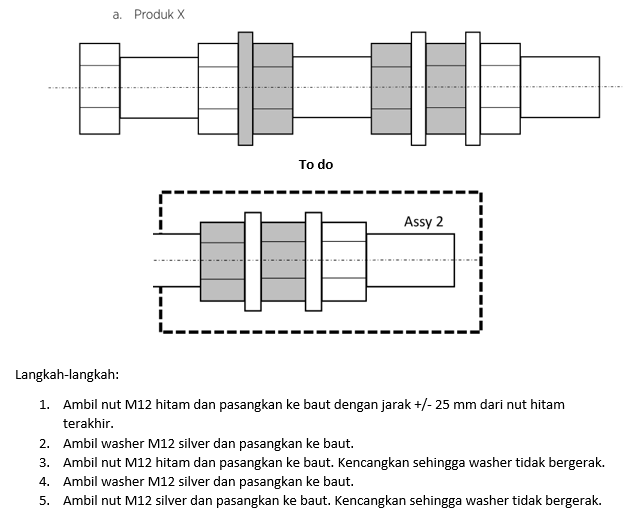 a. Produk X
To do
Assy 2
Langkah-langkah:
1. Ambil nut M12 hitam dan pasangkan ke baut dengan jarak +/- 25 mm dari nut hitam
terakhir.
2. Ambil washer M12 silver dan pasangkan ke baut.
3. Ambil nut M12 hitam dan pasangkan ke baut. Kencangkan sehingga washer tidak bergerak.
4. Ambil washer M12 silver dan pasangkan ke baut.
5. Ambil nut M12 silver dan pasangkan ke baut. Kencangkan sehingga washer tidak bergerak.